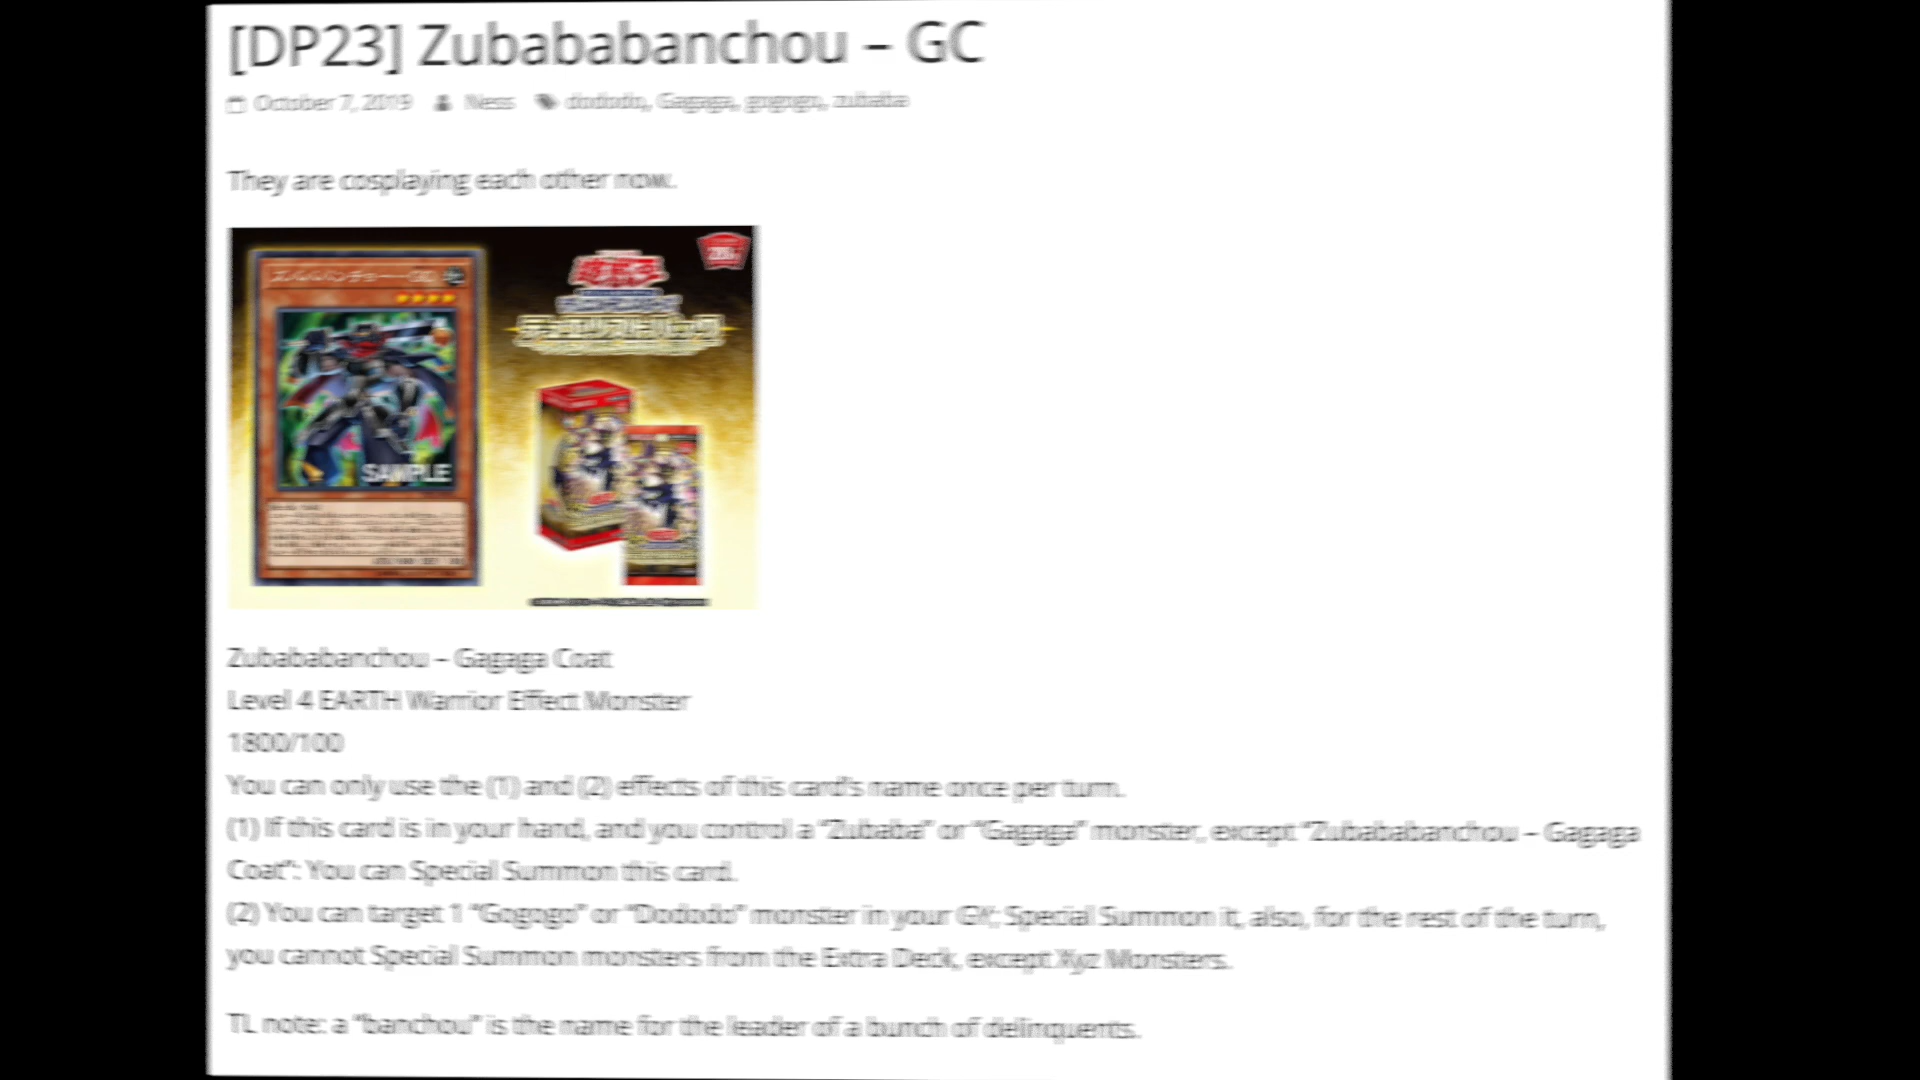 [DP23] Zubababanchou – GC
October 7, 2019 Ness dododo, Gagaga, gogogo, zubaba
They are cosplaying each other now.
SAMPLE
Zubababanchou – Gagaga Coat
Level 4 EARTH Warrior Effect Monster
1800/100
You can only use the (1) and (2) effects of this card's name once per turn.
(1) If this card is in your hand, and you control a “Zubaba” or “Gagaga” monster, except “Zubababanchou – Gagaga
Coat”: You can Special Summon this card.
(2) You can target 1 “Gogogo” or “Dododo” monster in your GY; Special Summon it, also, for the rest of the turn,
you cannot Special Summon monsters from the Extra Deck, except Xyz Monsters.
TL note: a “banchou” is the name for the leader of a bunch of delinquents.